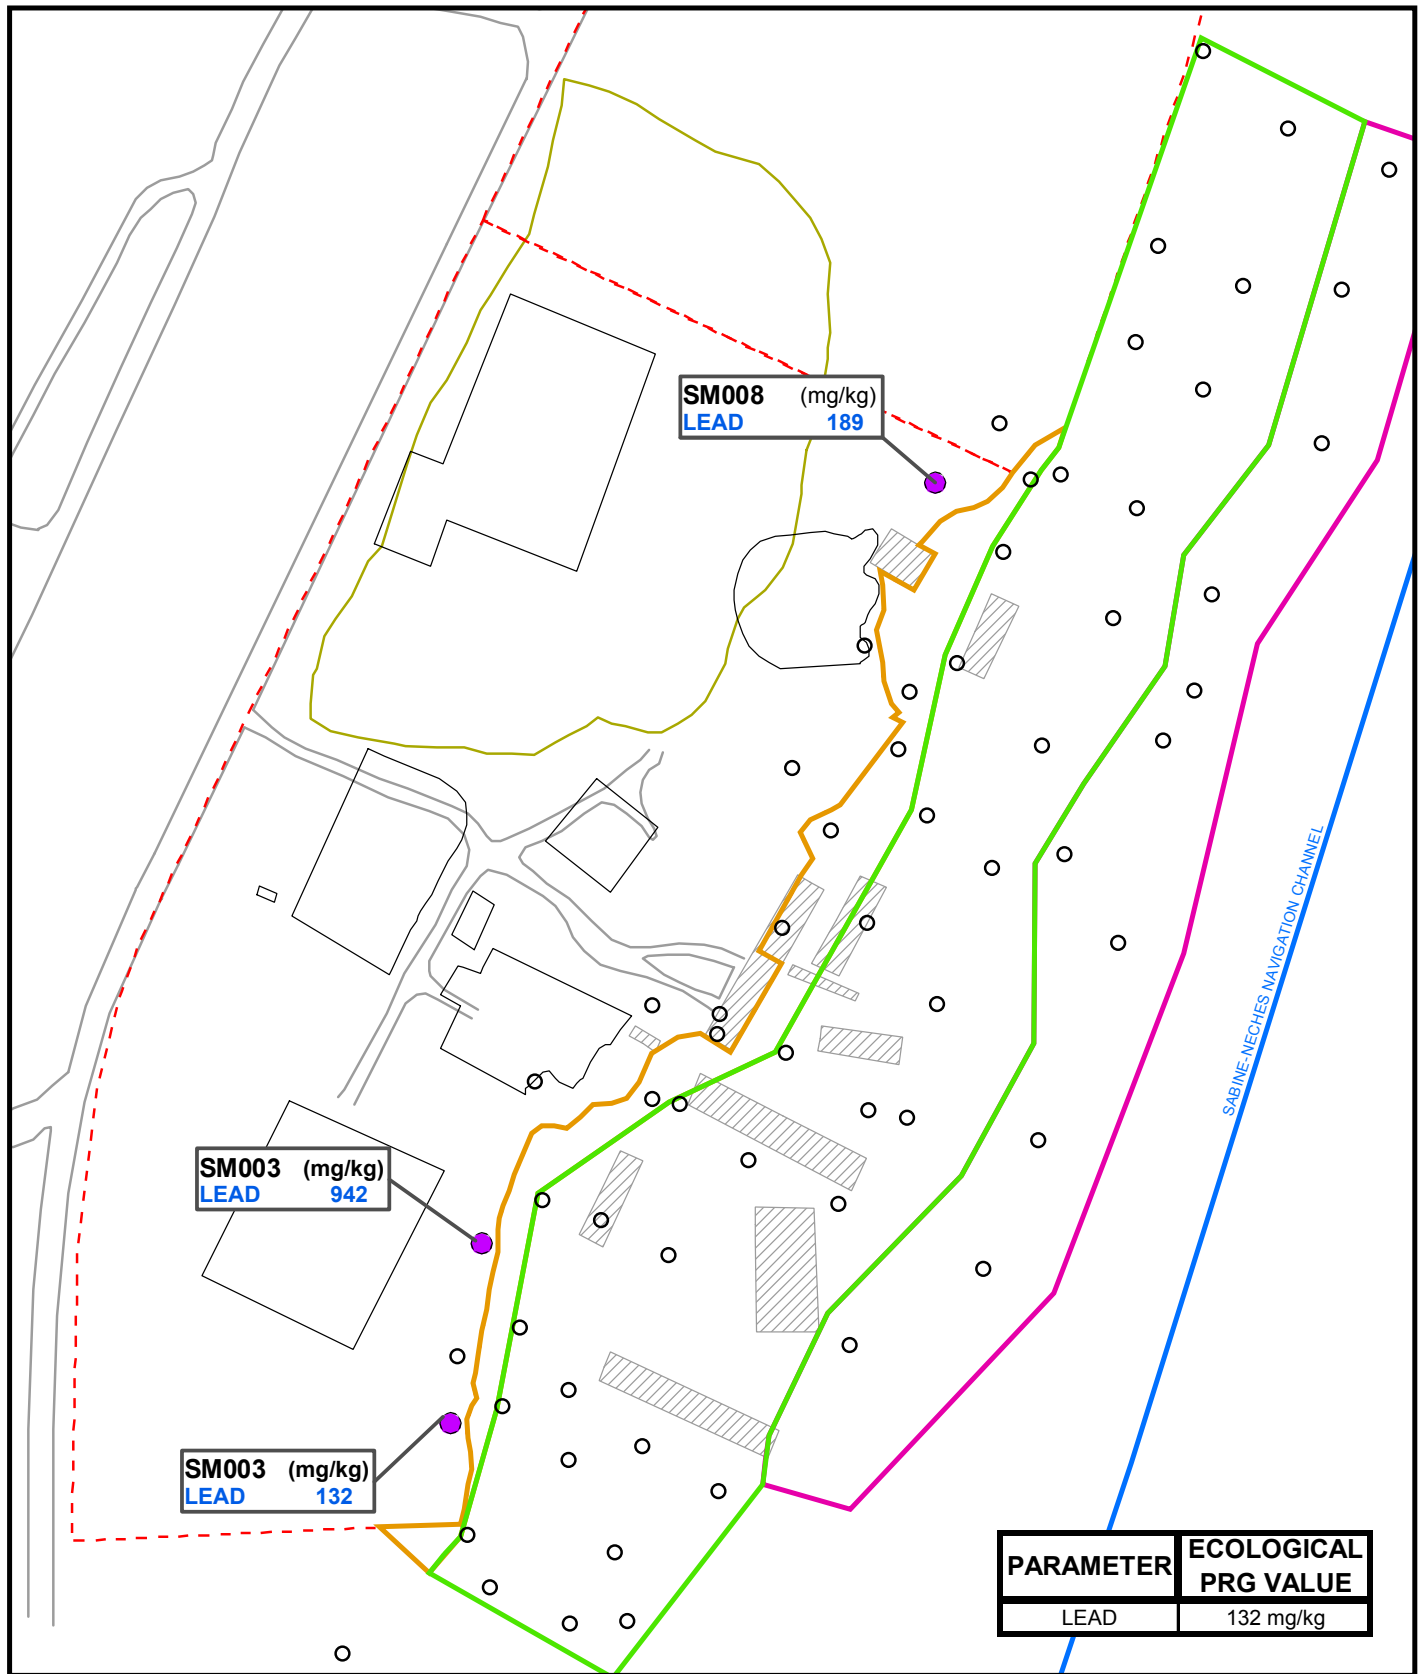 SM008 (mg/kg)
LEAD 189
SABINE-NECHES NAVIGATION CHANNEL
SM003 (mg/kg)
LEAD 942
SM003 (mg/kg)
LEAD 132
PARAMETER ECOLOGICAL
PRG VALUE
LEAD 132 mg/kg